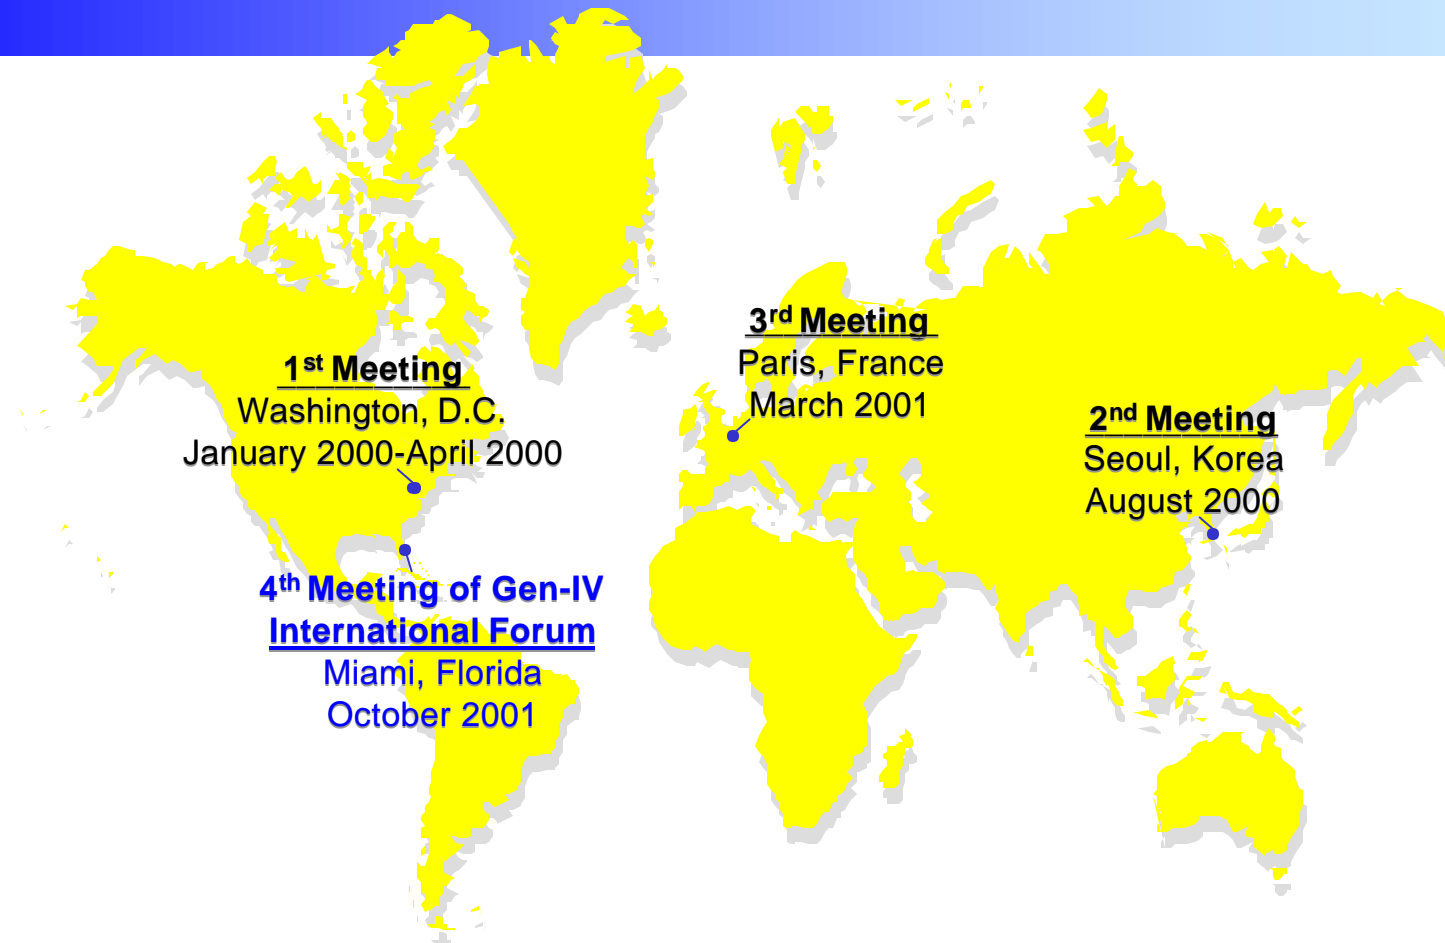 1st Meeting
Washington, D.C.
January 2000-April 2000
3rd Meeting
Paris, France
March 2001
2nd Meeting
Seoul, Korea
August 2000
4th Meeting of Gen-IV
International Forum
Miami, Florida
October 2001